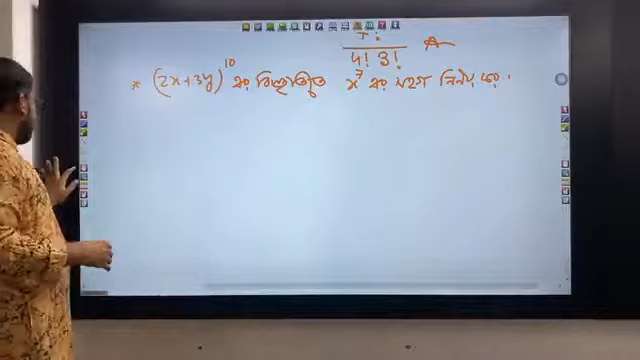 7!
4! 3!
* (2x+3y)^10 এর বিস্তৃতিতে x^7 এর সহগ নির্ণয় কর।